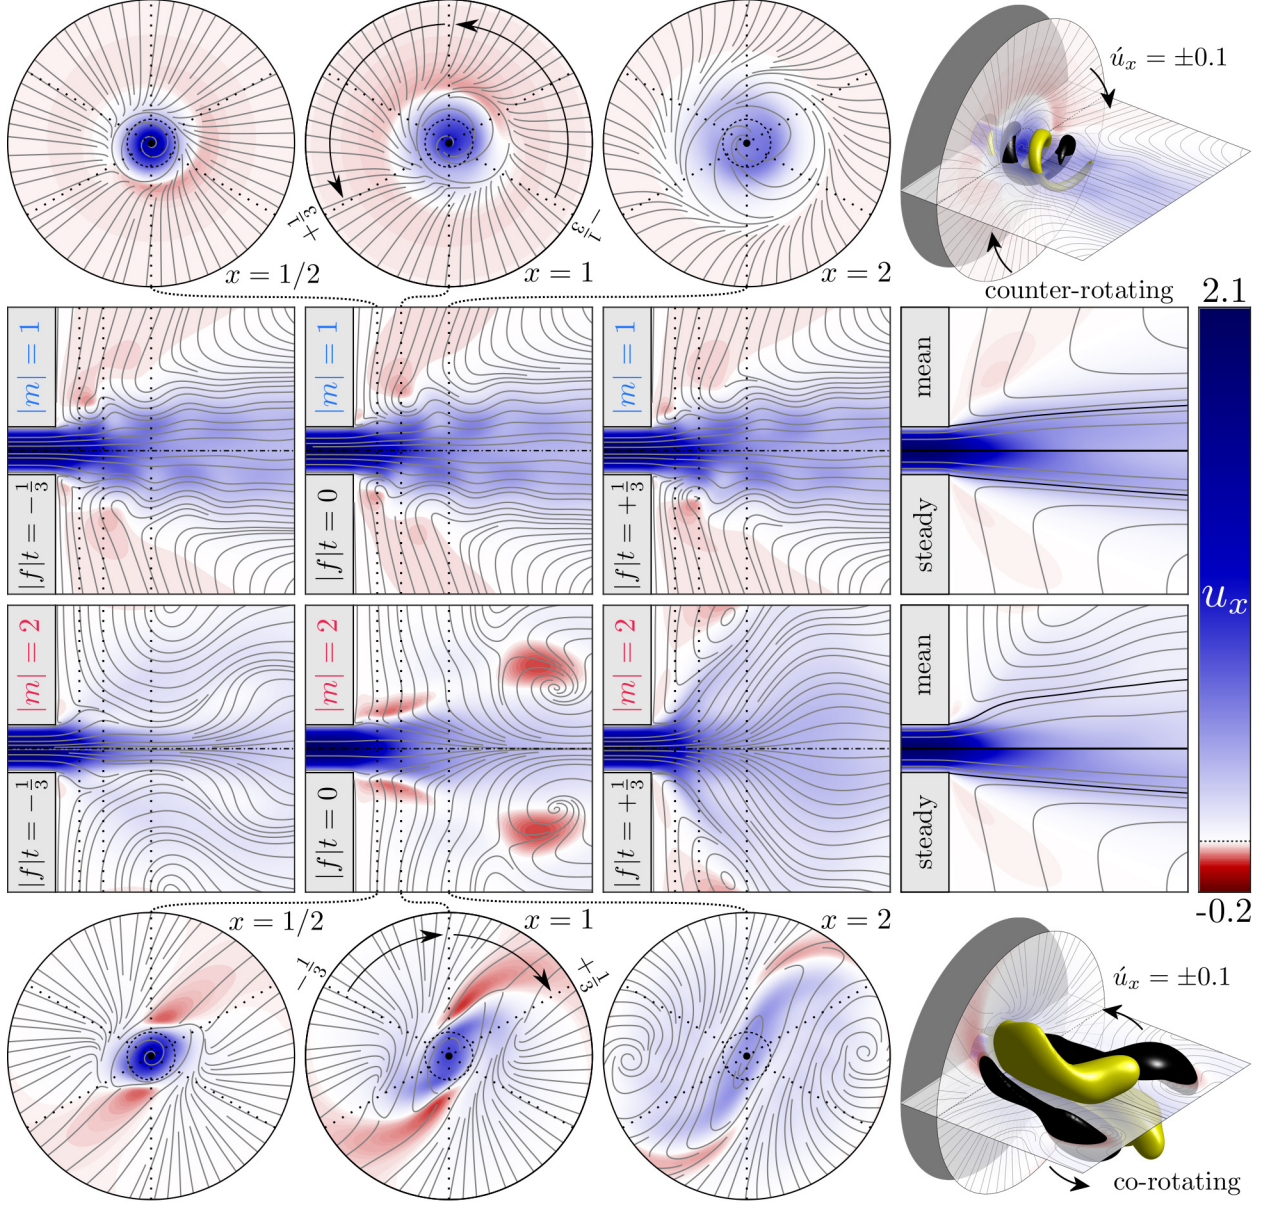 ú_x = ±0.1
+1/3
-1/3
x = 1/2
x = 1
x = 2
counter-rotating
2.1
|m| = 1
|m| = 1
|m| = 1
mean
|f|t = -1/3
|f|t = 0
|f|t = +1/3
steady
u_x
|m| = 2
|m| = 2
|m| = 2
mean
|f|t = -1/3
|f|t = 0
|f|t = +1/3
steady
-0.2
x = 1/2
x = 1
x = 2
-1/3
+1/3
ú_x = ±0.1
co-rotating